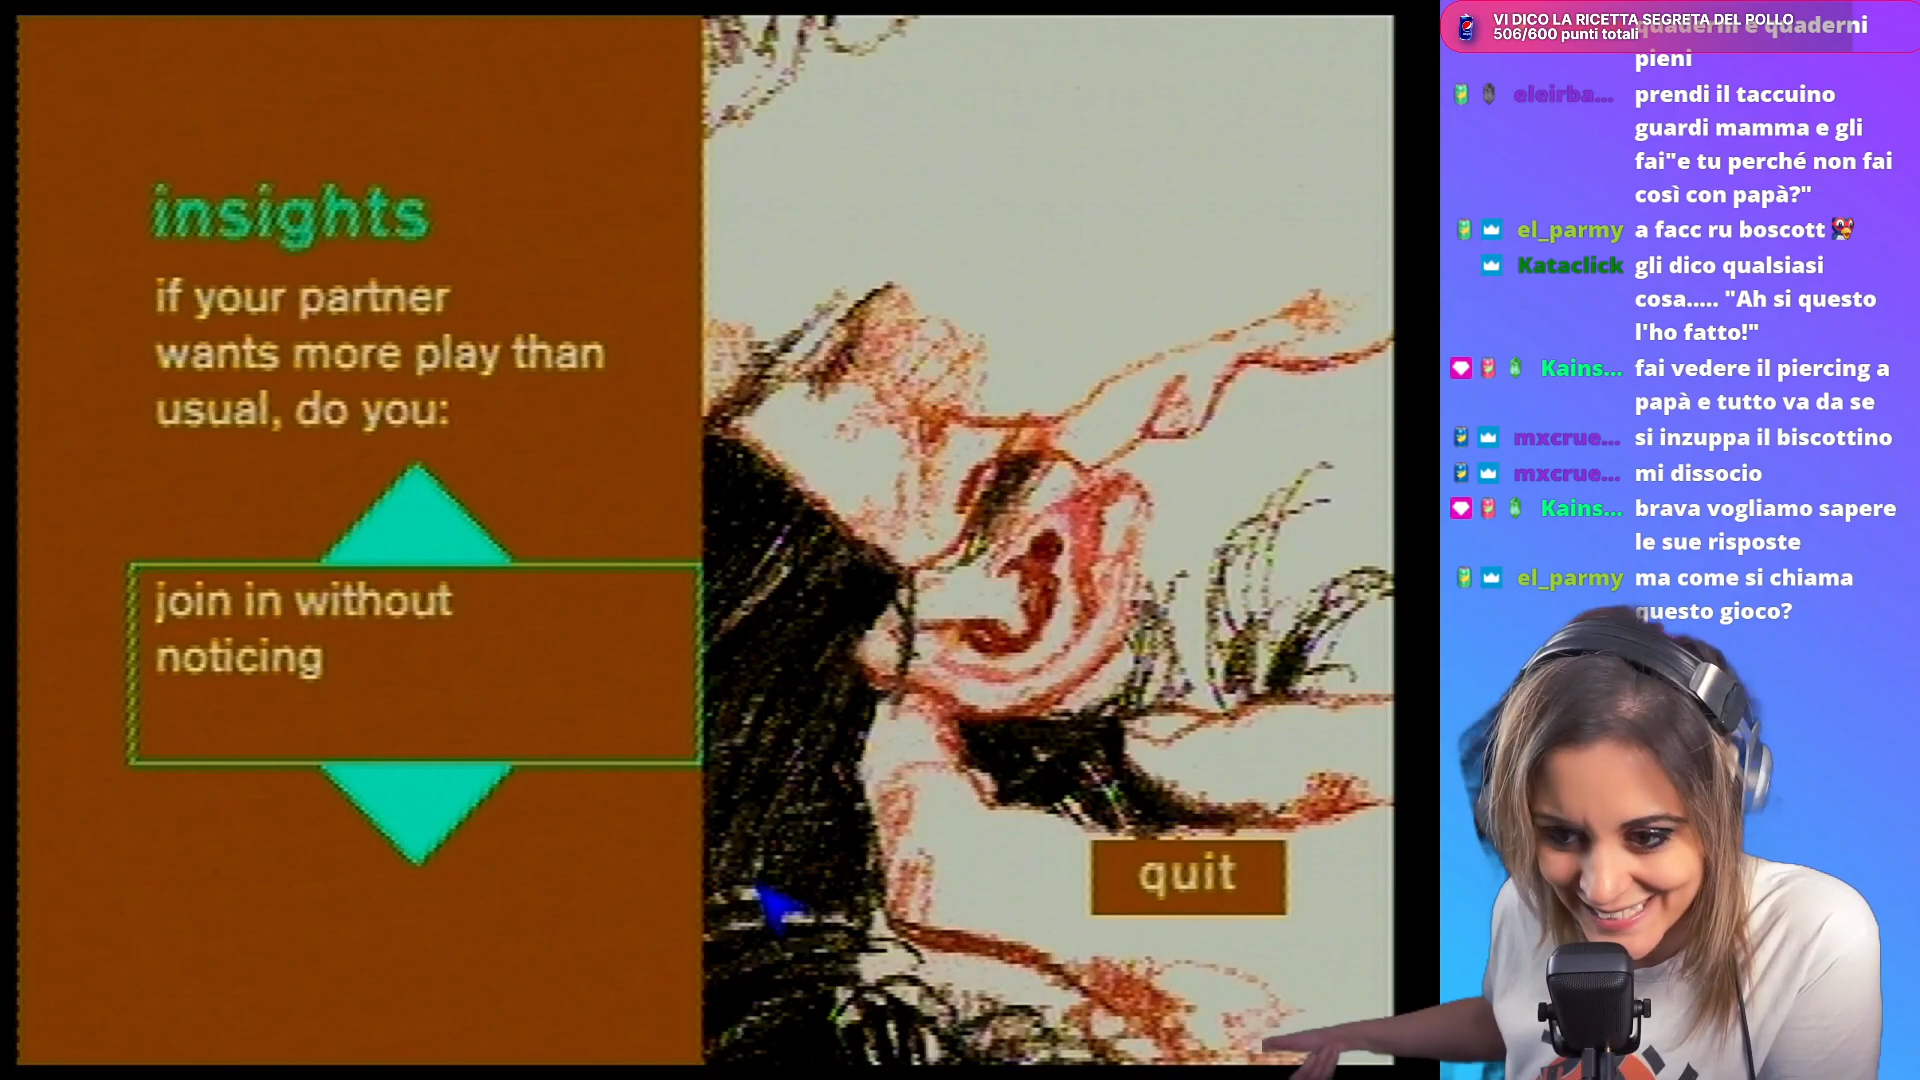 insights
if your partner
wants more play than
usual, do you:
join in without
noticing
quit
VI DICO LA RICETTA SEGRETA DEL POLLO
506/600 punti totali
quaderni e quaderni
pieni
eleirba... prendi il taccuino
guardi mamma e gli
fai"e tu perché non fai
così con papà?"
el_parmy a facc ru boscott
Kataclick gli dico qualsiasi
cosa..... "Ah si questo
l'ho fatto!"
Kains... fai vedere il piercing a
papà e tutto va da se
mxcrue... si inzuppa il biscottino
mxcrue... mi dissocio
Kains... brava vogliamo sapere
le sue risposte
el_parmy ma come si chiama
questo gioco?